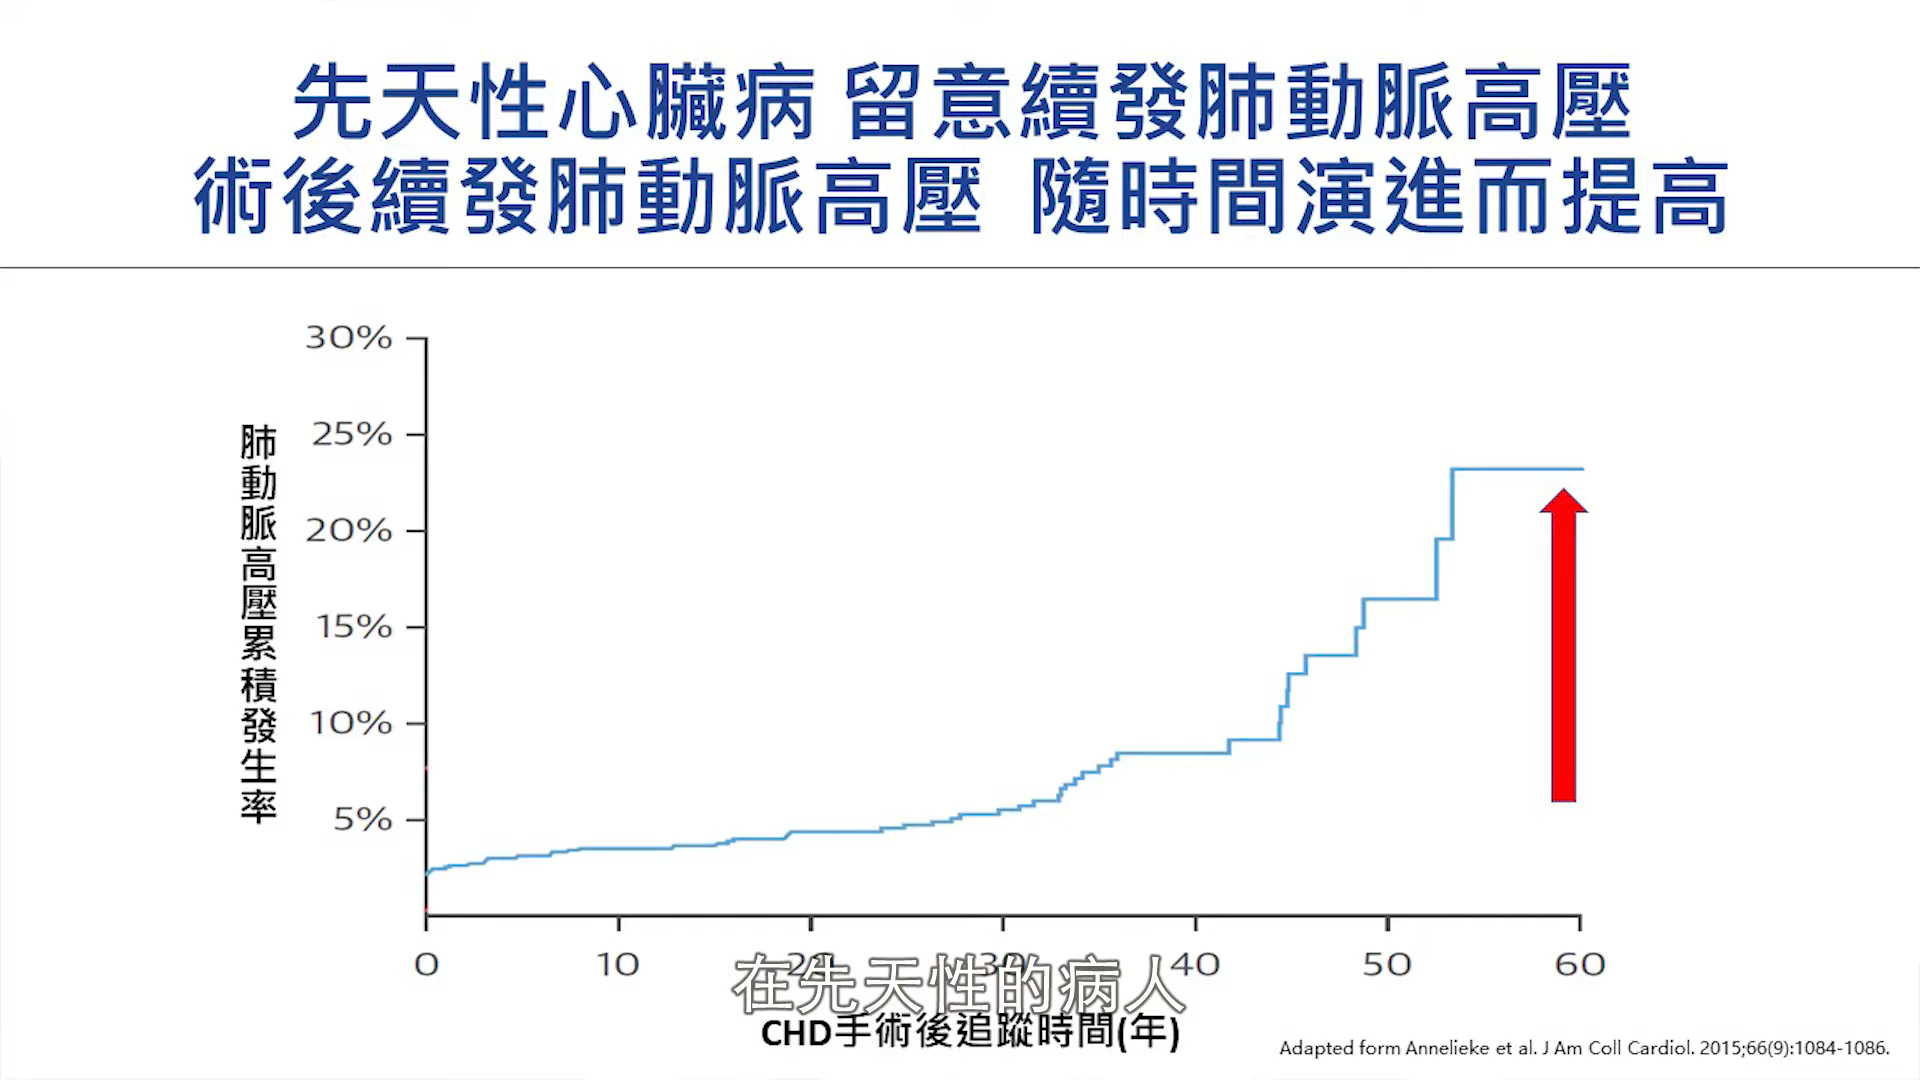 先天性心臟病 留意續發肺動脈高壓
術後續發肺動脈高壓 隨時間演進而提高
30%
25%
20%
15%
10%
5%
肺動脈高壓累積發生率
0 10 20 30 40 50 60
在先天性的病人
CHD手術後追蹤時間(年)
Adapted form Annelieke et al. J Am Coll Cardiol. 2015;66(9):1084-1086.